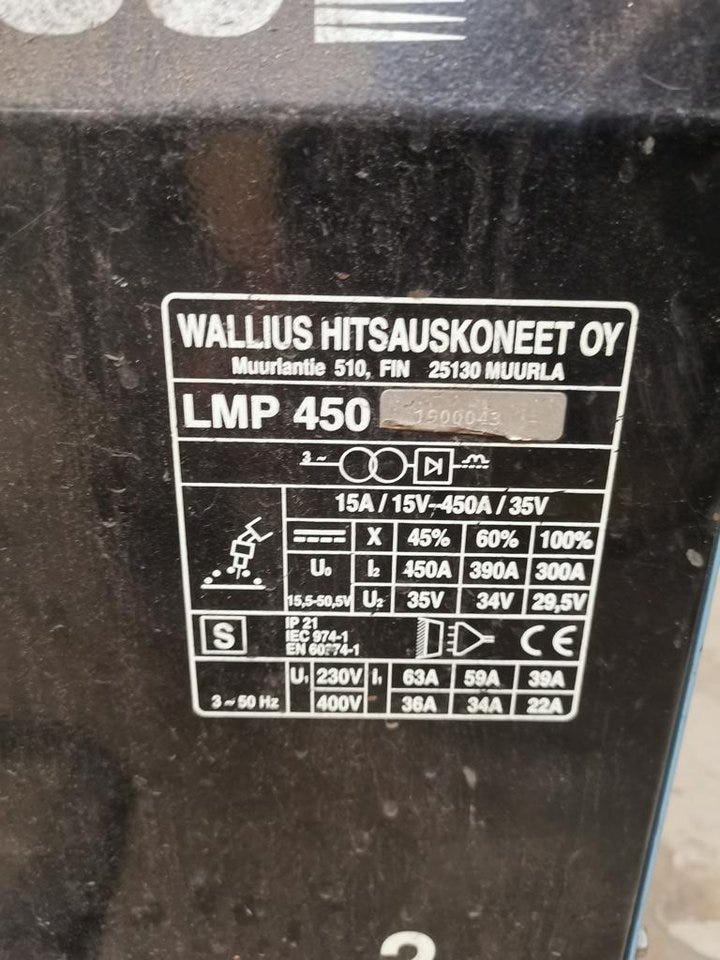 WALLIUS HITSAUSKONEET OY
Muurlantie 510, FIN 25130 MUURLA
LMP 450 1900043
3~
15A / 15V-450A / 35V
X 45% 60% 100%
U₀ I₂ 450A 390A 300A
15,5-50,5V U₂ 35V 34V 29,5V
S IP 21
IEC 974-1
EN 60974-1
CE
U₁ 230V I₁ 63A 59A 39A
3~50 Hz 400V 36A 34A 22A